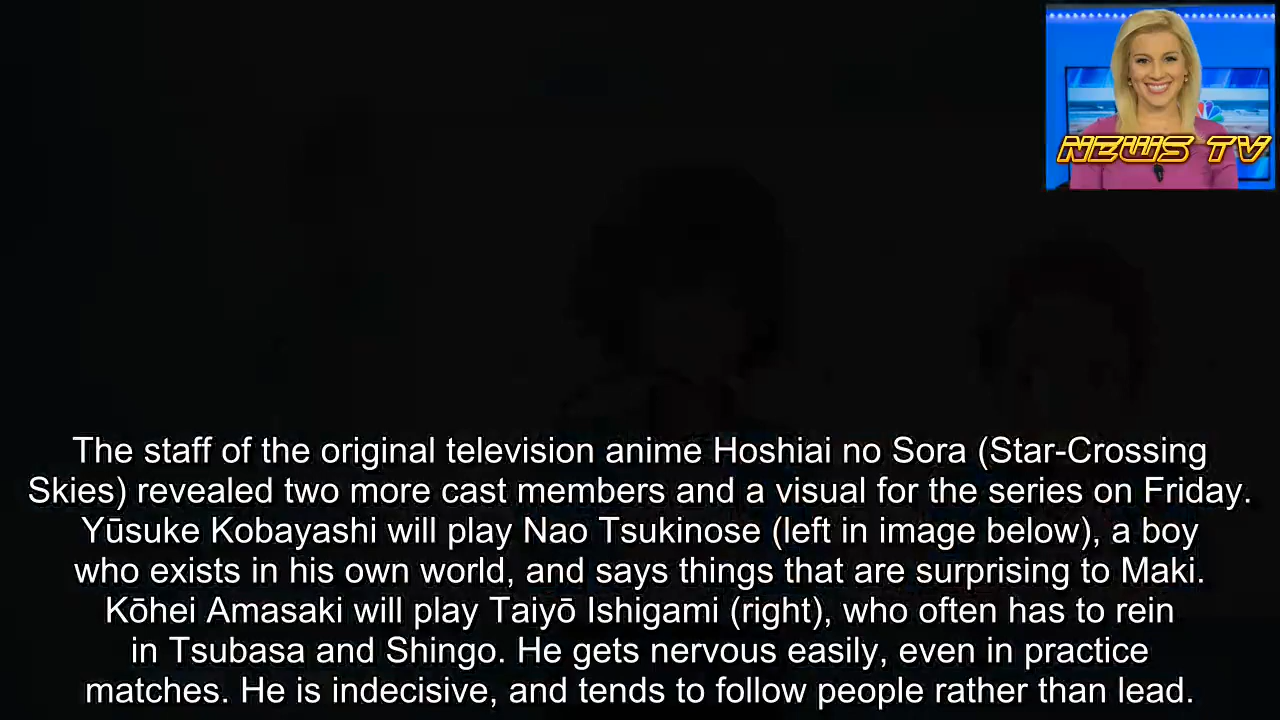 NEWS TV
The staff of the original television anime Hoshiai no Sora (Star-Crossing
Skies) revealed two more cast members and a visual for the series on Friday.
Yūsuke Kobayashi will play Nao Tsukinose (left in image below), a boy
who exists in his own world, and says things that are surprising to Maki.
Kōhei Amasaki will play Taiyō Ishigami (right), who often has to rein
in Tsubasa and Shingo. He gets nervous easily, even in practice
matches. He is indecisive, and tends to follow people rather than lead.